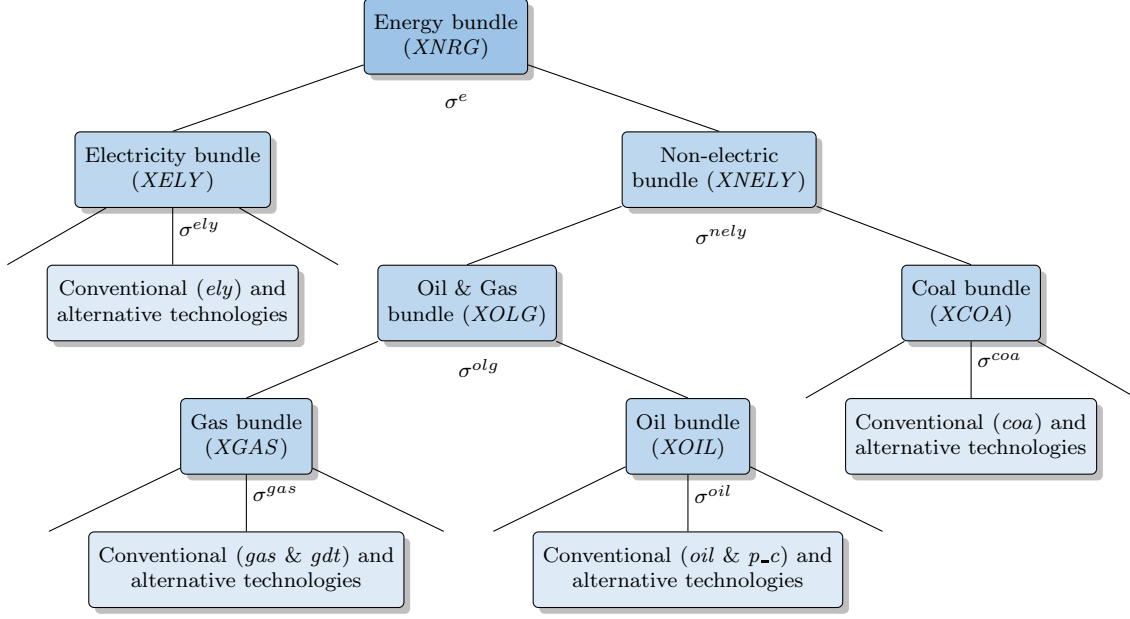 Energy bundle
(XNRG)
σ^e
Electricity bundle
(XELY)
Non-electric
bundle (XNELY)
σ^ely
σ^nely
Conventional (ely) and
alternative technologies
Oil & Gas
bundle (XOLG)
Coal bundle
(XCOA)
σ^olg
σ^coa
Gas bundle
(XGAS)
Oil bundle
(XOIL)
Conventional (coa) and
alternative technologies
σ^gas
σ^oil
Conventional (gas & gdt) and
alternative technologies
Conventional (oil & p_c) and
alternative technologies